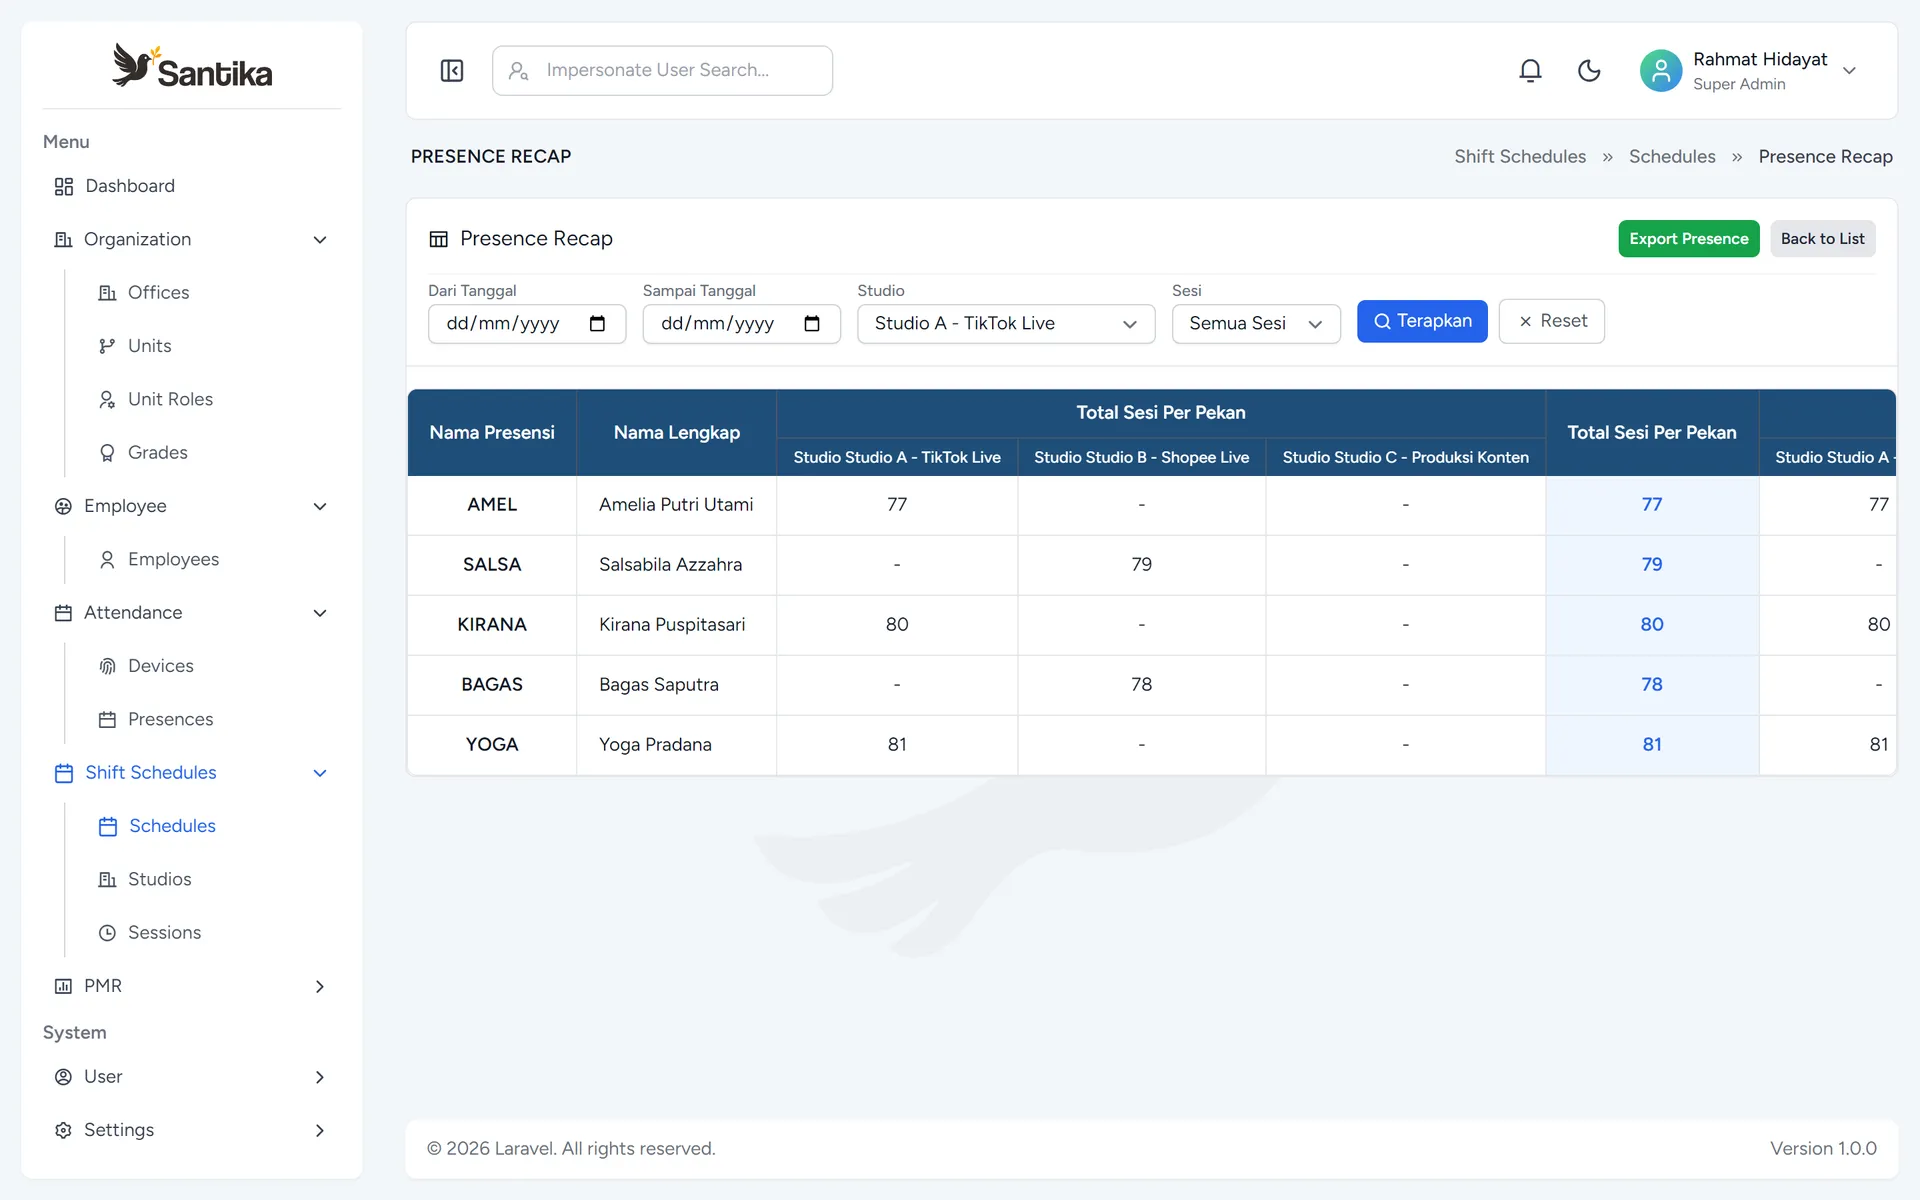 Santika
Impersonate User Search...
Rahmat Hidayat
Super Admin
Menu
Dashboard
Organization
Offices
Units
Unit Roles
Grades
Employee
Employees
Attendance
Devices
Presences
Shift Schedules
Schedules
Studios
Sessions
PMR
System
User
Settings
PRESENCE RECAP
Shift Schedules » Schedules » Presence Recap
Presence Recap
Export Presence
Back to List
Dari Tanggal Sampai Tanggal Studio Sesi
dd/mm/yyyy dd/mm/yyyy Studio A - TikTok Live Semua Sesi Terapkan Reset
Nama Presensi Nama Lengkap Total Sesi Per Pekan Total Sesi Per Pekan
Studio Studio A - TikTok Live Studio Studio B - Shopee Live Studio Studio C - Produksi Konten Studio Studio A -
AMEL Amelia Putri Utami 77 - - 77 77
SALSA Salsabila Azzahra - 79 - 79 -
KIRANA Kirana Puspitasari 80 - - 80 80
BAGAS Bagas Saputra - 78 - 78 -
YOGA Yoga Pradana 81 - - 81 81
© 2026 Laravel. All rights reserved.
Version 1.0.0